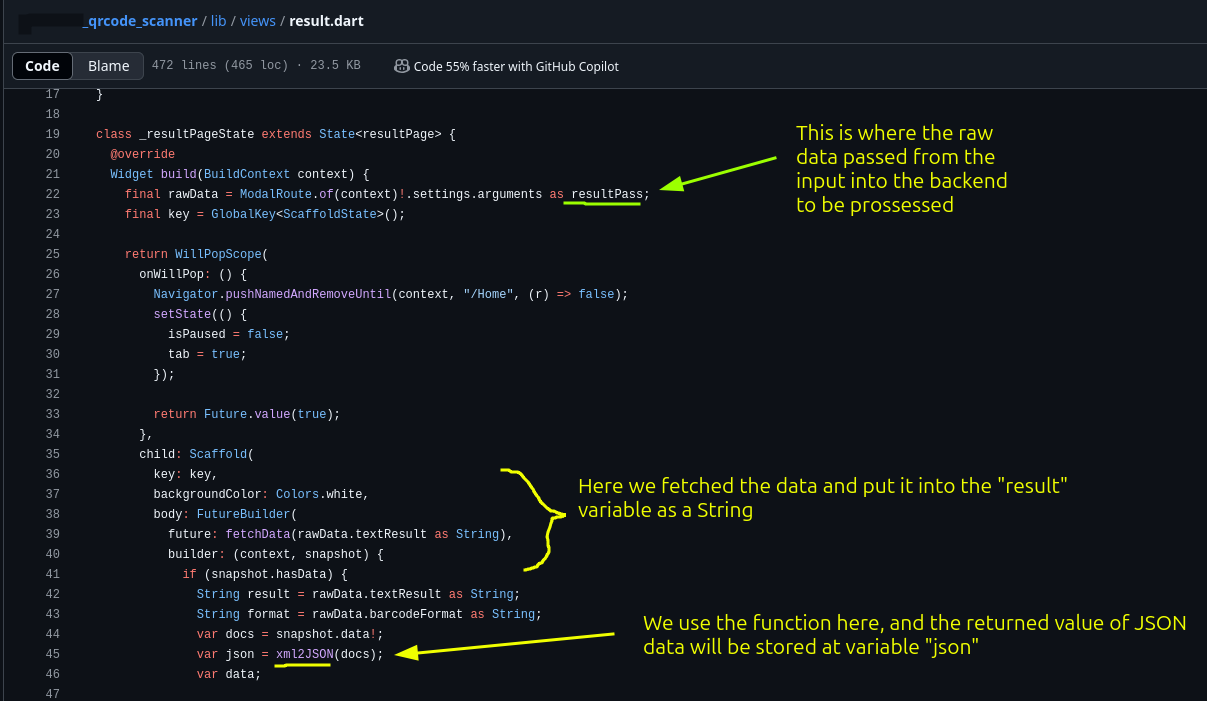 _qrcode_scanner / lib / views / result.dart
Code Blame 472 lines (465 loc) · 23.5 KB Code 55% faster with GitHub Copilot
17 }
18
19 class _resultPageState extends State<resultPage> {
20 @override
21 Widget build(BuildContext context) {
22 final rawData = ModalRoute.of(context)!.settings.arguments as resultPass;
23 final key = GlobalKey<ScaffoldState>();
24
25 return WillPopScope(
26 onWillPop: () {
27 Navigator.pushNamedAndRemoveUntil(context, "/Home", (r) => false);
28 setState(() {
29 isPaused = false;
30 tab = true;
31 });
32
33 return Future.value(true);
34 },
35 child: Scaffold(
36 key: key,
37 backgroundColor: Colors.white,
38 body: FutureBuilder(
39 future: fetchData(rawData.textResult as String),
40 builder: (context, snapshot) {
41 if (snapshot.hasData) {
42 String result = rawData.textResult as String;
43 String format = rawData.barcodeFormat as String;
44 var docs = snapshot.data!;
45 var json = xml2JSON(docs);
46 var data;
47
This is where the raw
data passed from the
input into the backend
to be prossessed
Here we fetched the data and put it into the "result"
variable as a String
We use the function here, and the returned value of JSON
data will be stored at variable "json"